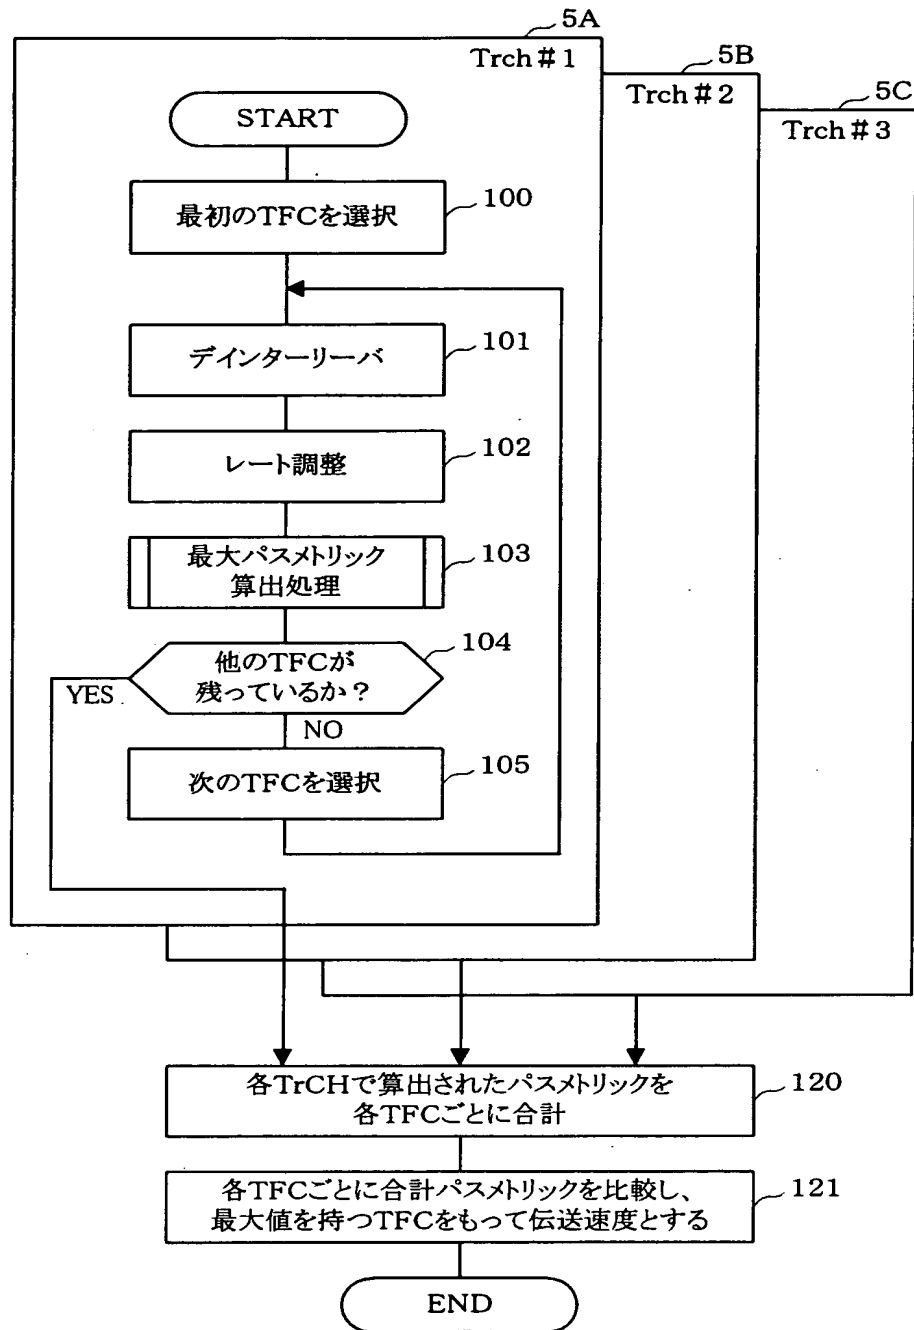 5A
Trch#1
5B
Trch#2
5C
Trch#3
START
最初のTFCを選択
100
デインターリーバ
101
レート調整
102
最大パスメトリック
算出処理
103
他のTFCが
残っているか?
104
YES
NO
次のTFCを選択
105
各TrCHで算出されたパスメトリックを
各TFCごとに合計
120
各TFCごとに合計パスメトリックを比較し、
最大値を持つTFCをもって伝送速度とする
121
END